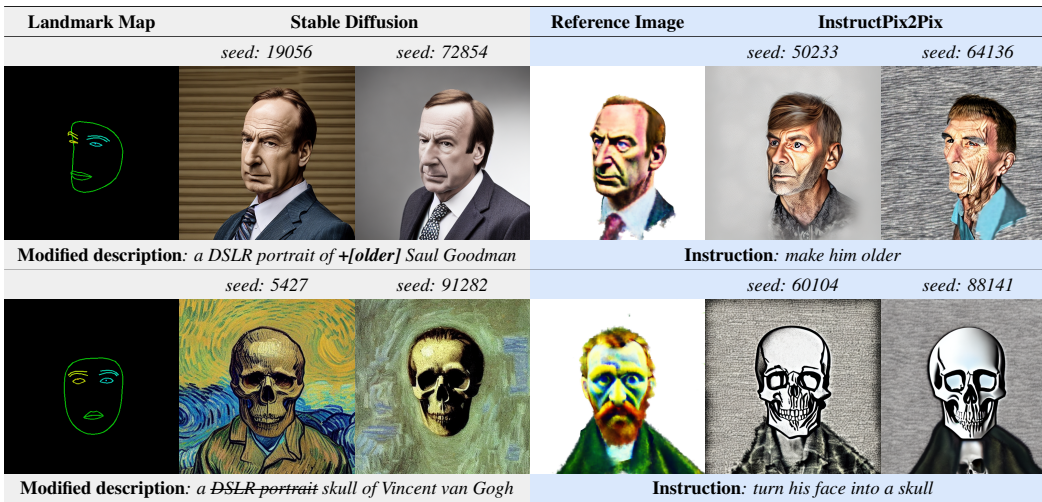 Landmark Map Stable Diffusion Reference Image InstructPix2Pix
seed: 19056 seed: 72854 seed: 50233 seed: 64136
Modified description: a DSLR portrait of +[older] Saul Goodman Instruction: make him older
seed: 5427 seed: 91282 seed: 60104 seed: 88141
Modified description: a DSLR portrait skull of Vincent van Gogh Instruction: turn his face into a skull